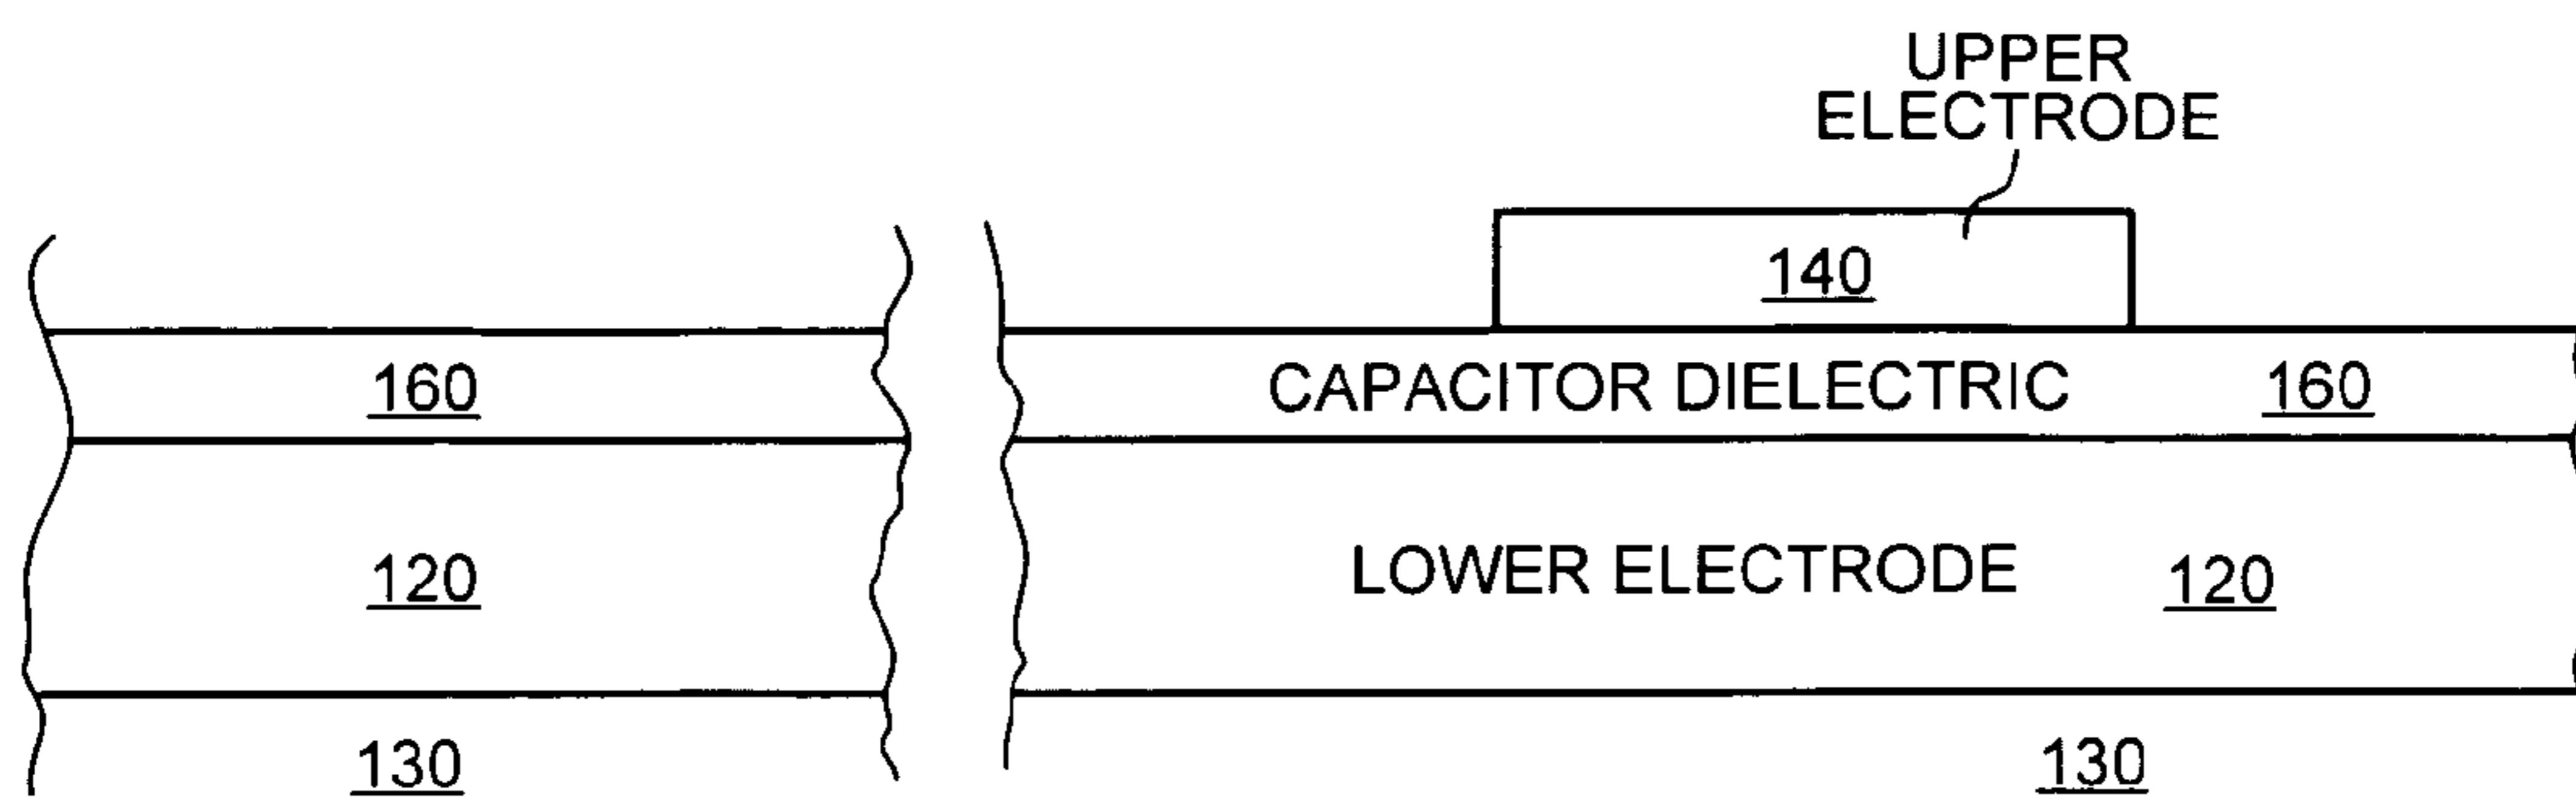 UPPER
ELECTRODE
140
160
CAPACITOR DIELECTRIC 160
120
LOWER ELECTRODE 120
130
130